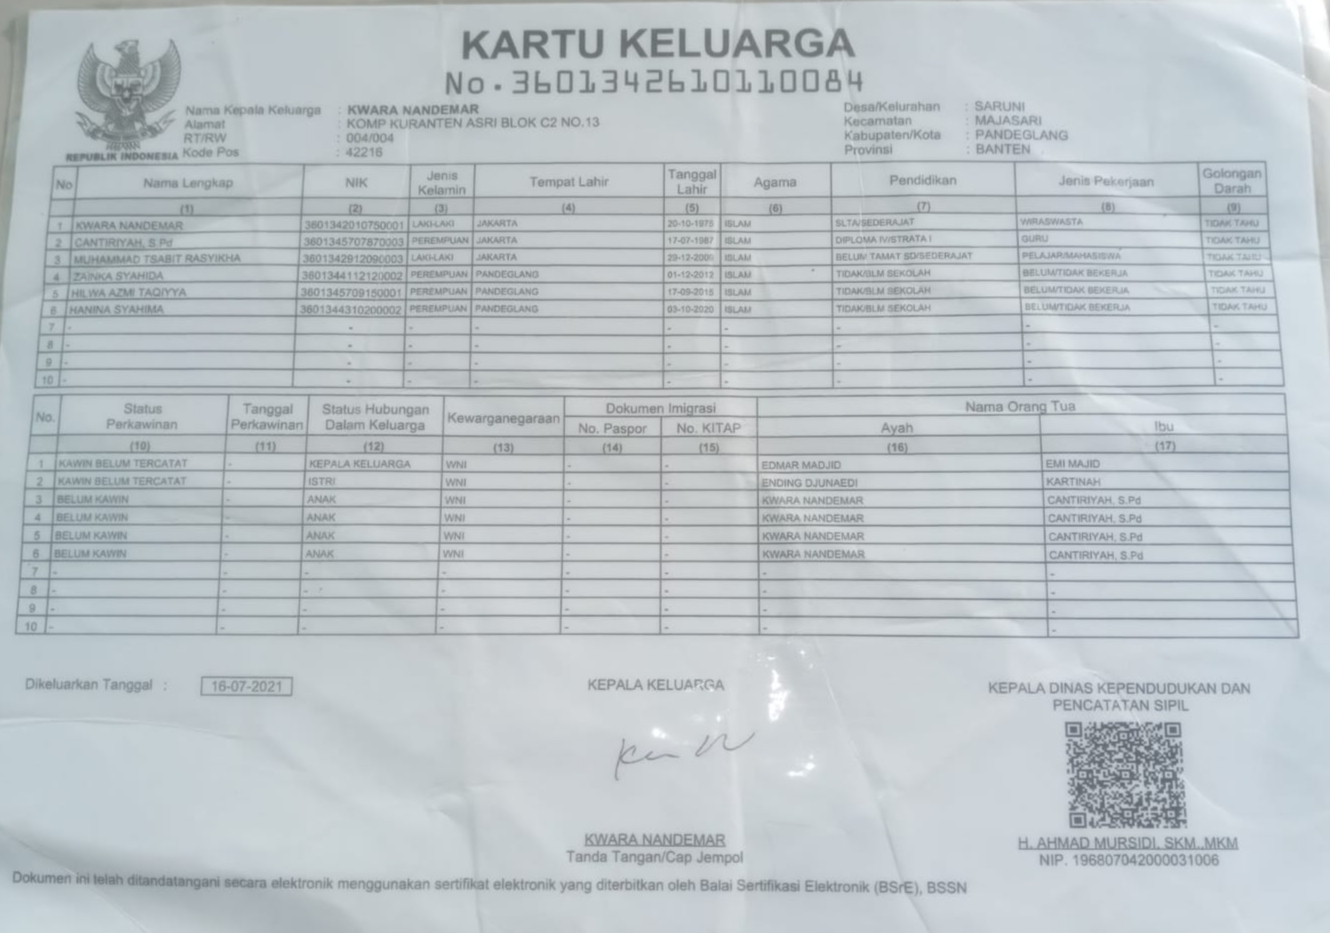 KARTU KELUARGA
No. 3601342610110084
REPUBLIK INDONESIA
Nama Kepala Keluarga : KWARA NANDEMAR
Alamat : KOMP KURANTEN ASRI BLOK C2 NO.13
RT/RW : 004/004
Kode Pos : 42216
Desa/Kelurahan : SARUNI
Kecamatan : MAJASARI
Kabupaten/Kota : PANDEGLANG
Provinsi : BANTEN
No Nama Lengkap NIK Jenis Kelamin Tempat Lahir Tanggal Lahir Agama Pendidikan Jenis Pekerjaan Golongan Darah
(1) (2) (3) (4) (5) (6) (7) (8) (9)
1 KWARA NANDEMAR 3601342010750001 LAKI-LAKI JAKARTA 20-10-1975 ISLAM SLTA/SEDERAJAT WIRASWASTA TIDAK TAHU
2 CANTIRIYAH, S.Pd 3601345707870003 PEREMPUAN JAKARTA 17-07-1987 ISLAM DIPLOMA IV/STRATA I GURU TIDAK TAHU
3 MUHAMMAD TSABIT RASYIKHA 3601342912090003 LAKI-LAKI JAKARTA 29-12-2009 ISLAM BELUM TAMAT SD/SEDERAJAT PELAJAR/MAHASISWA TIDAK TAHU
4 ZAINKA SYAHIDA 3601344112120002 PEREMPUAN PANDEGLANG 01-12-2012 ISLAM TIDAK/BLM SEKOLAH BELUM/TIDAK BEKERJA TIDAK TAHU
5 HILWA AZMI TAQIYYA 3601345709150001 PEREMPUAN PANDEGLANG 17-09-2015 ISLAM TIDAK/BLM SEKOLAH BELUM/TIDAK BEKERJA TIDAK TAHU
6 HANINA SYAHIMA 3601344310200002 PEREMPUAN PANDEGLANG 03-10-2020 ISLAM TIDAK/BLM SEKOLAH BELUM/TIDAK BEKERJA TIDAK TAHU
7 - - - - - - - - -
8 - - - - - - - - -
9 - - - - - - - - -
10 - - - - - - - - -
No. Status Perkawinan Tanggal Perkawinan Status Hubungan Dalam Keluarga Kewarganegaraan Dokumen Imigrasi Nama Orang Tua
No. Paspor No. KITAP Ayah Ibu
(10) (11) (12) (13) (14) (15) (16) (17)
1 KAWIN BELUM TERCATAT - KEPALA KELUARGA WNI - - EDMAR MADJID EMI MAJID
2 KAWIN BELUM TERCATAT - ISTRI WNI - - ENDING DJUNAEDI KARTINAH
3 BELUM KAWIN - ANAK WNI - - KWARA NANDEMAR CANTIRIYAH, S.Pd
4 BELUM KAWIN - ANAK WNI - - KWARA NANDEMAR CANTIRIYAH, S.Pd
5 BELUM KAWIN - ANAK WNI - - KWARA NANDEMAR CANTIRIYAH, S.Pd
6 BELUM KAWIN - ANAK WNI - - KWARA NANDEMAR CANTIRIYAH, S.Pd
7 - - - - - - - -
8 - - - - - - - -
9 - - - - - - - -
10 - - - - - - - -
Dikeluarkan Tanggal : 16-07-2021
KEPALA KELUARGA
KWARA NANDEMAR
Tanda Tangan/Cap Jempol
KEPALA DINAS KEPENDUDUKAN DAN
PENCATATAN SIPIL
H. AHMAD MURSIDI, SKM.,MKM
NIP. 196807042000031006
Dokumen ini telah ditandatangani secara elektronik menggunakan sertifikat elektronik yang diterbitkan oleh Balai Sertifikasi Elektronik (BSrE), BSSN